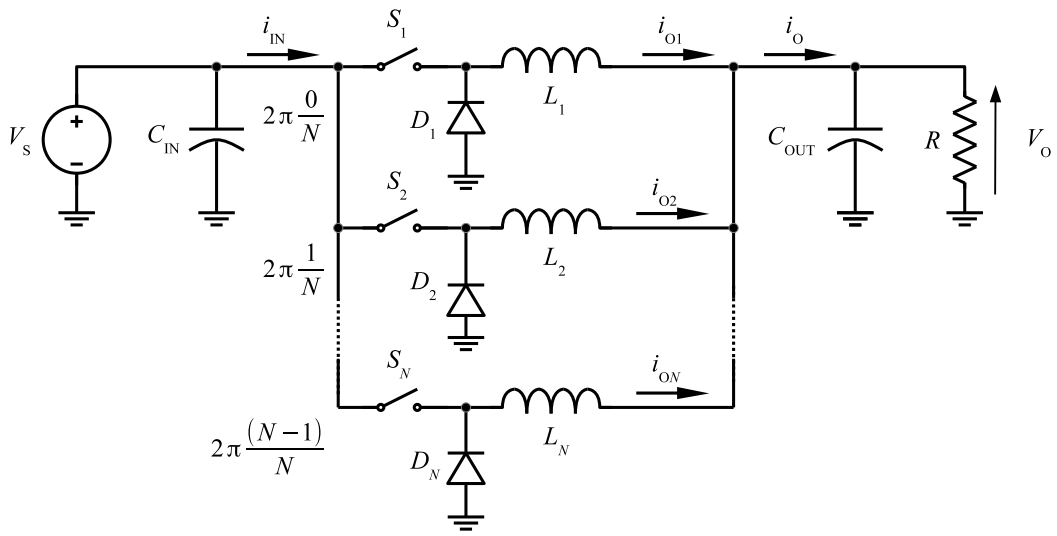 i_IN
S_1
i_O1
i_O
V_S
+
−
C_IN
2π 0/N
D_1
L_1
C_OUT
R
V_O
S_2
i_O2
2π 1/N
D_2
L_2
S_N
i_ON
2π (N−1)/N
D_N
L_N